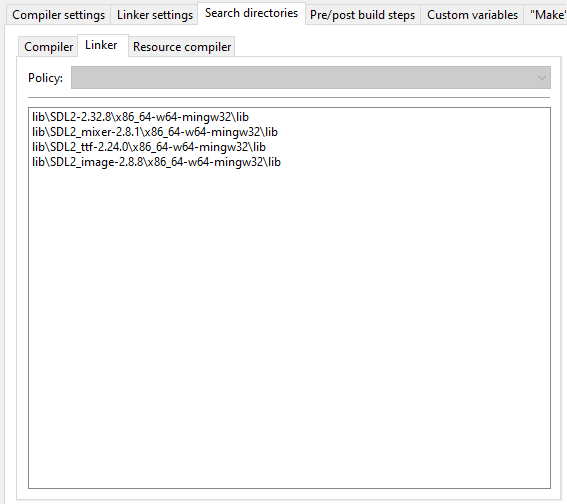 Compiler settings Linker settings Search directories Pre/post build steps Custom variables "Make"
Compiler Linker Resource compiler
Policy:
lib\SDL2-2.32.8\x86_64-w64-mingw32\lib
lib\SDL2_mixer-2.8.1\x86_64-w64-mingw32\lib
lib\SDL2_ttf-2.24.0\x86_64-w64-mingw32\lib
lib\SDL2_image-2.8.8\x86_64-w64-mingw32\lib